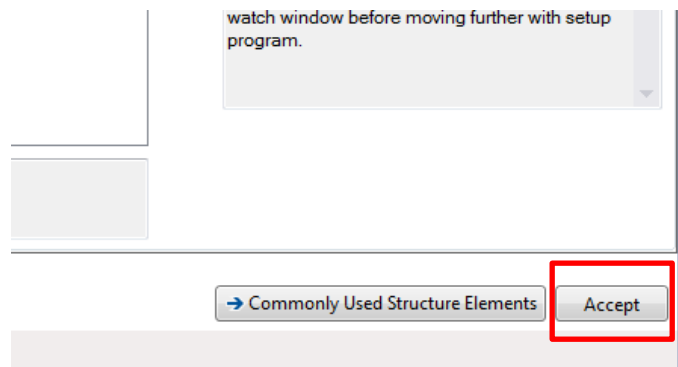 watch window before moving further with setup
program.
Commonly Used Structure Elements
Accept